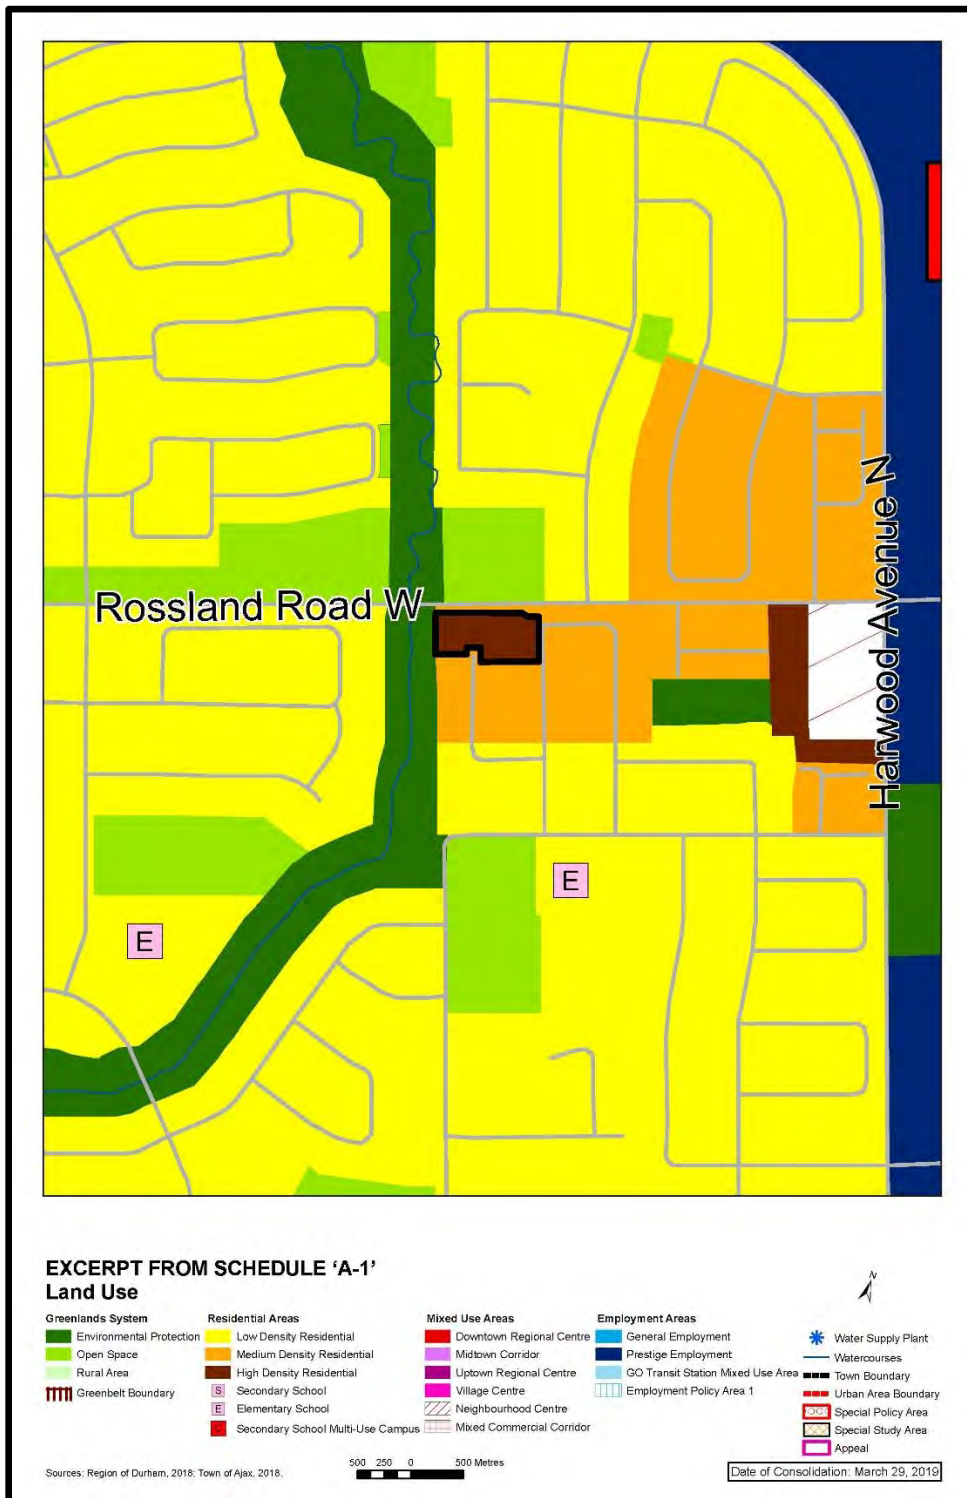 Rossland Road W
Harwood Avenue N
E
E
EXCERPT FROM SCHEDULE ‘A-1’
Land Use
N
Greenlands System
Environmental Protection
Open Space
Rural Area
Greenbelt Boundary
Residential Areas
Low Density Residential
Medium Density Residential
High Density Residential
S Secondary School
E Elementary School
Secondary School Multi-Use Campus
Mixed Use Areas
Downtown Regional Centre
Midtown Corridor
Uptown Regional Centre
Village Centre
Neighbourhood Centre
Mixed Commercial Corridor
Employment Areas
General Employment
Prestige Employment
GO Transit Station Mixed Use Area
Employment Policy Area 1
Water Supply Plant
Watercourses
Town Boundary
Urban Area Boundary
Special Policy Area
Special Study Area
Appeal
Sources: Region of Durham, 2018; Town of Ajax, 2018.
500 250 0 500 Metres
Date of Consolidation: March 29, 2019